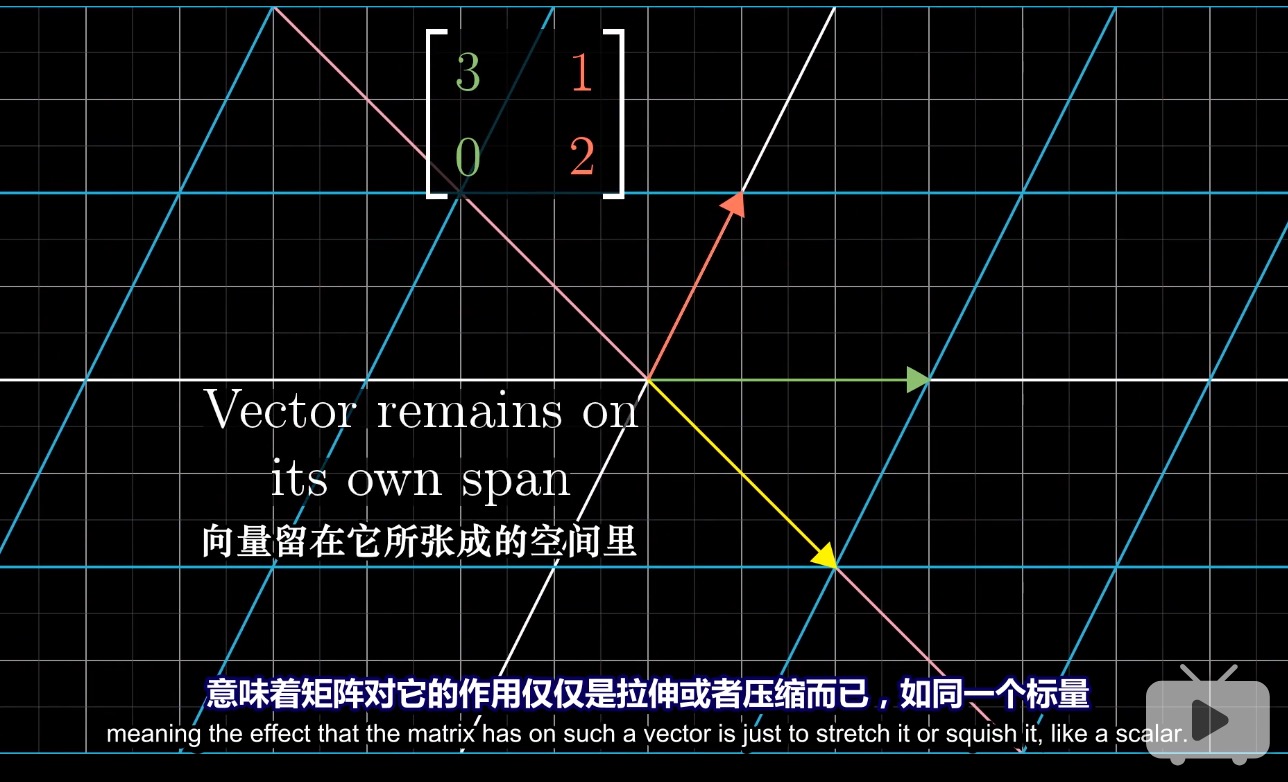 3 1
0 2
Vector remains on
its own span
向量留在它所张成的空间里
意味着矩阵对它的作用仅仅是拉伸或者压缩而已，如同一个标量
meaning the effect that the matrix has on such a vector is just to stretch it or squish it, like a scalar.